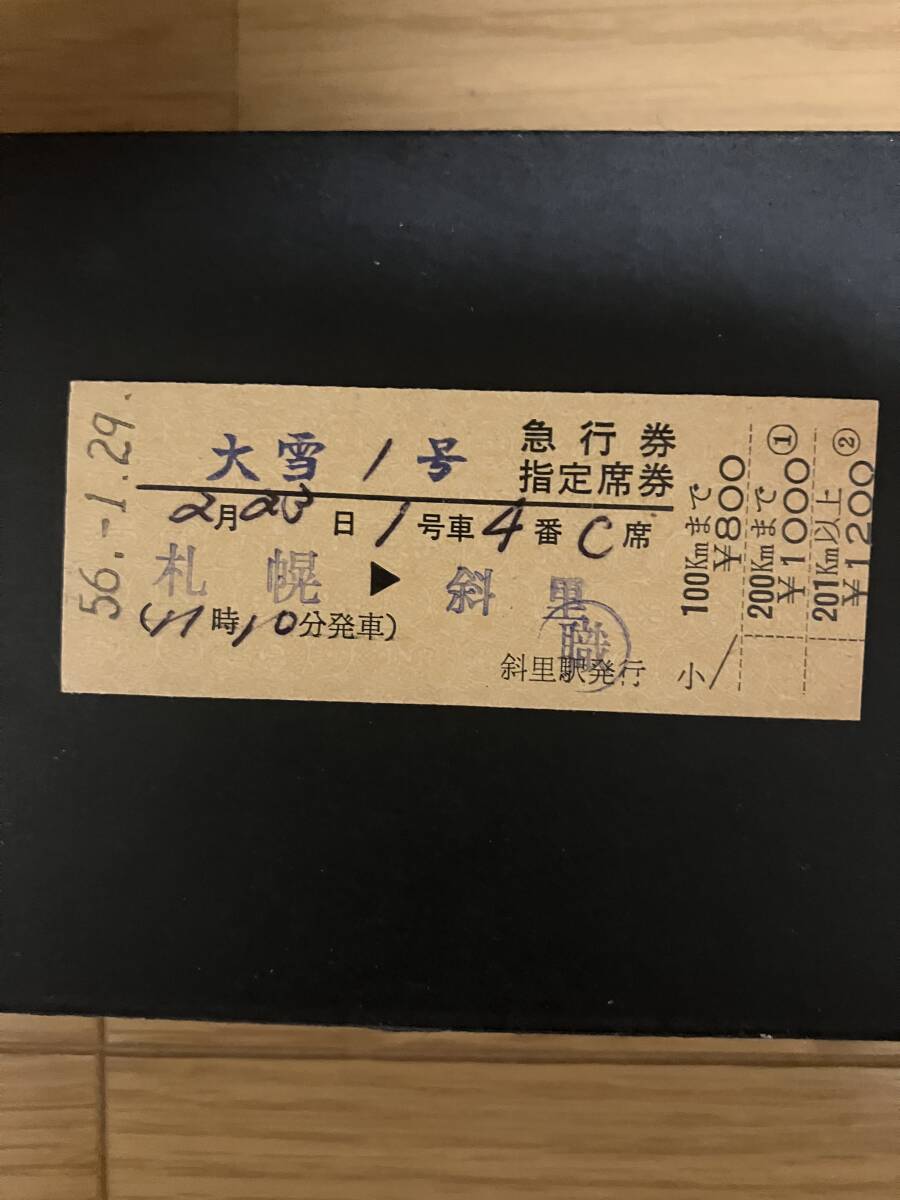 56.-1.29.
大雪1号
急行券
指定席券
2月23日1号車4番C席
札幌▶斜里
(11時10分発車)
職
斜里駅発行
小/
100Kmまで
¥800
200Kmまで①
¥1000
201Km以上②
¥1200